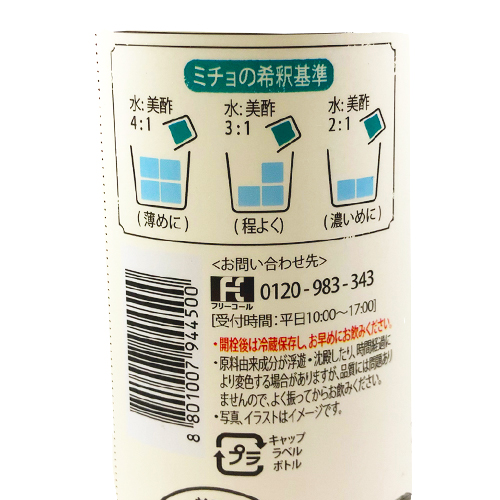 ミチョの希釈基準
水:美酢 水:美酢 水:美酢
4:1 3:1 2:1
(薄めに) (程よく) (濃いめに)
<お問い合わせ先>
フリーコール 0120-983-343
[受付時間:平日10:00〜17:00]
・開栓後は冷蔵保存し、お早めにお飲みください。
・原料由来成分が浮遊・沈殿したり、時間経過に
より変色する場合がありますが、品質には問題あり
ませんので、よく振ってからお飲みください。
・写真、イラストはイメージです。
8 801007 944500
プラ
キャップ
ラベル
ボトル